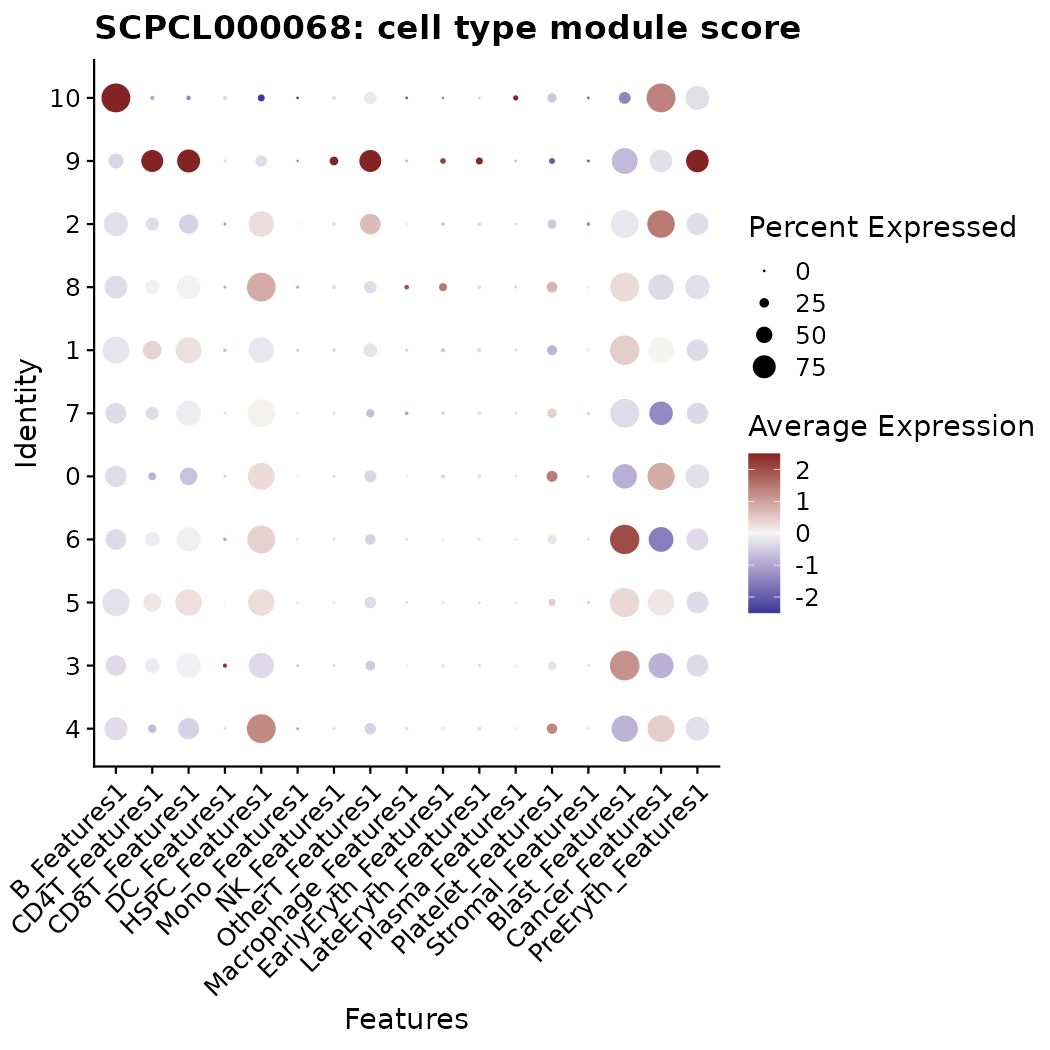 SCPCL000068: cell type module score
Identity
10
9
2
8
1
7
0
6
5
3
4
B_Features1
CD4T_Features1
CD8T_Features1
DC_Features1
HSPC_Features1
Mono_Features1
NK_Features1
OtherT_Features1
Macrophage_Features1
EarlyEryth_Features1
LateEryth_Features1
Plasma_Features1
Platelet_Features1
Stromal_Features1
Blast_Features1
Cancer_Features1
PreEryth_Features1
Features
Percent Expressed
0
25
50
75
Average Expression
2
1
0
-1
-2